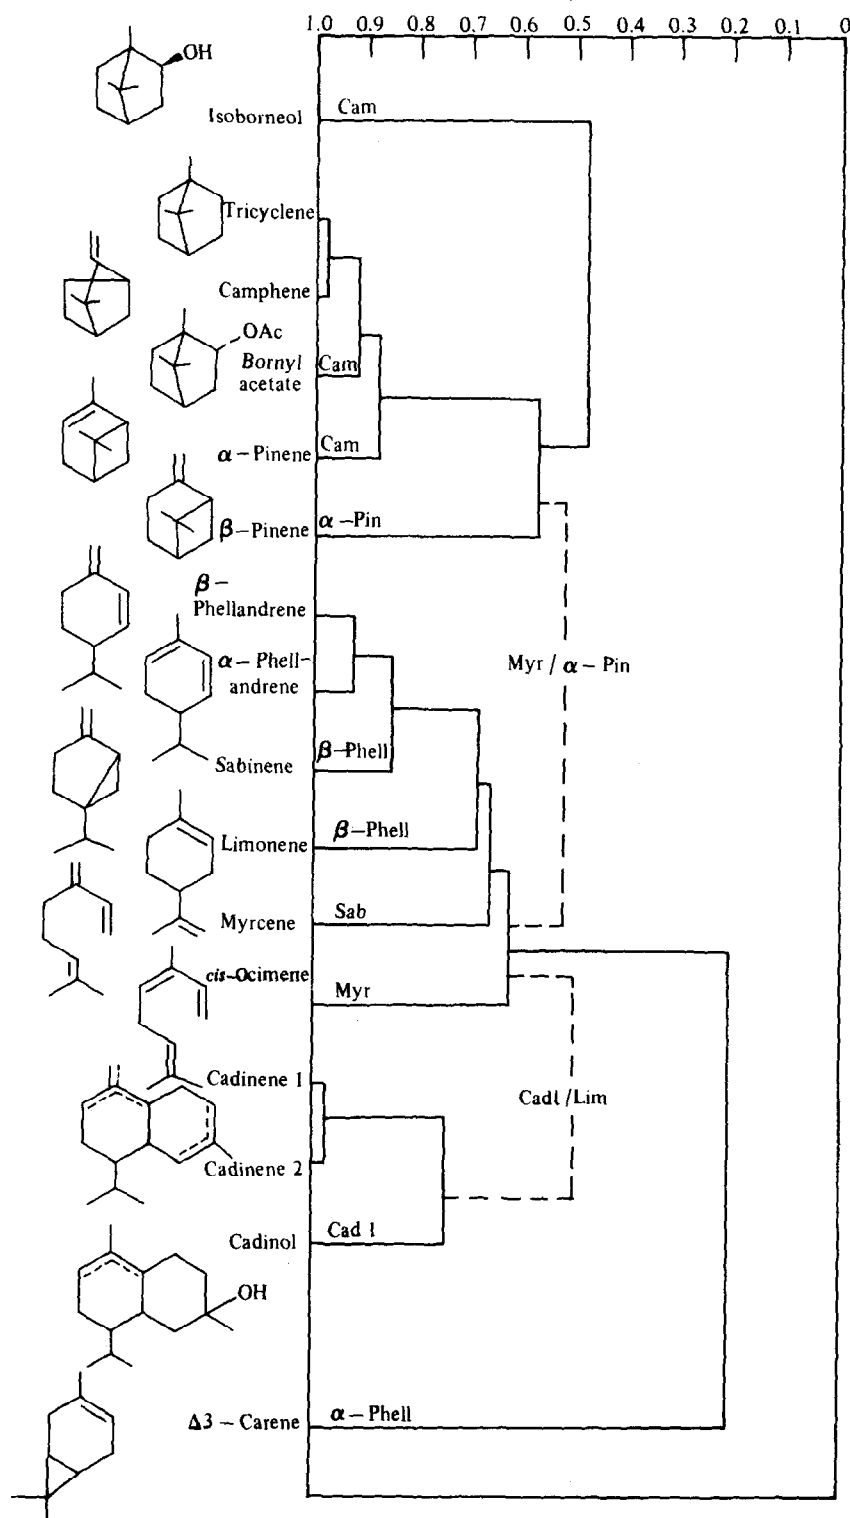 1.0 0.9 0.8 0.7 0.6 0.5 0.4 0.3 0.2 0.1 0
OH
Cam
Isoborneol
Tricyclene
Camphene
OAc
Bornyl Cam
acetate
α – Pinene Cam
β – Pinene α – Pin
β –
Phellandrene
α – Phell-
andrene
Myr / α – Pin
β–Phell
Sabinene
β – Phell
Limonene
Sab
Myrcene
cis-Ocimene
Myr
Cadinene 1
Cad1 / Lim
Cadinene 2
Cad 1
Cadinol
OH
α – Phell
Δ3 – Carene